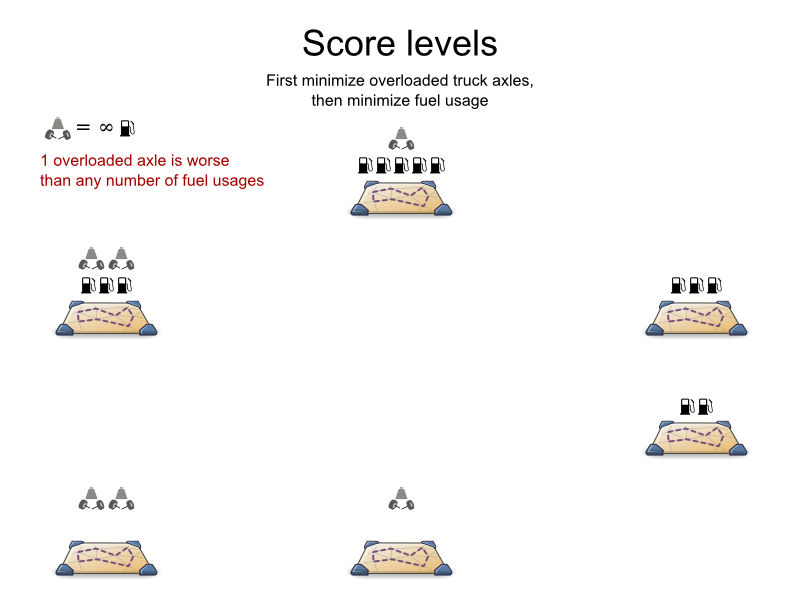 Score levels
First minimize overloaded truck axles,
then minimize fuel usage
= ∞
1 overloaded axle is worse
than any number of fuel usages